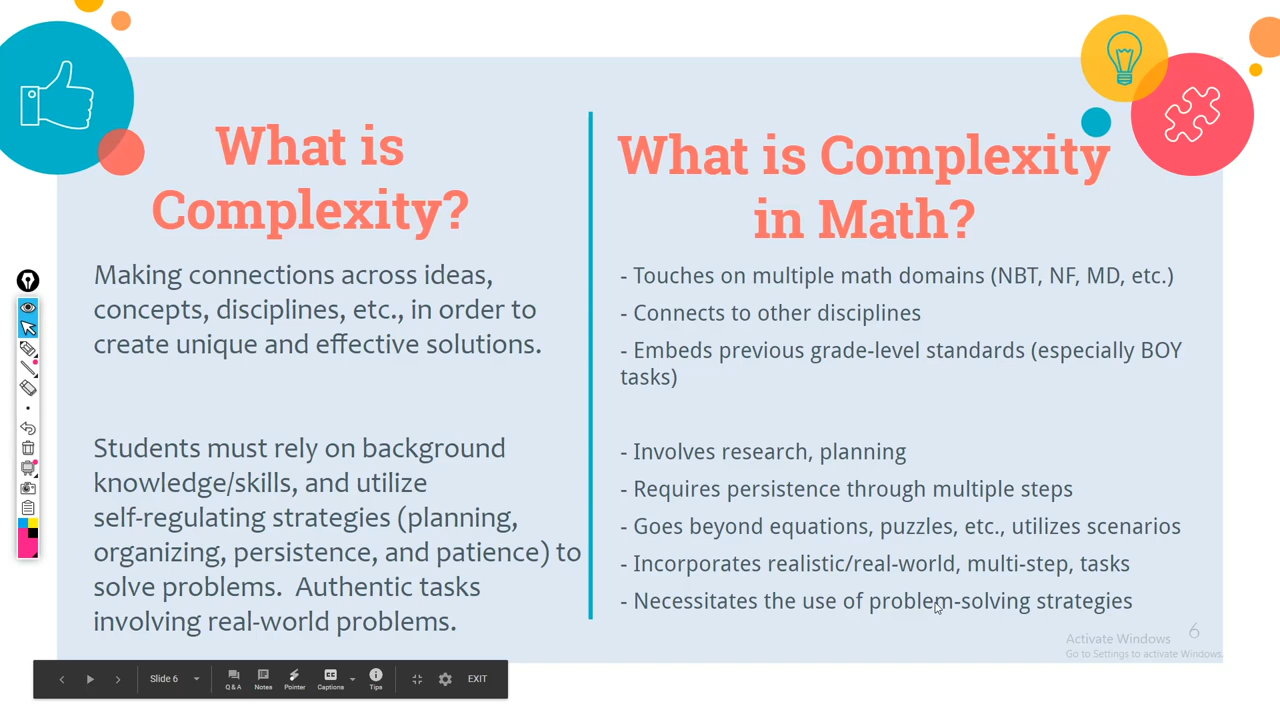 What is
Complexity?
Making connections across ideas,
concepts, disciplines, etc., in order to
create unique and effective solutions.
Students must rely on background
knowledge/skills, and utilize
self-regulating strategies (planning,
organizing, persistence, and patience) to
solve problems.  Authentic tasks
involving real-world problems.
What is Complexity
in Math?
- Touches on multiple math domains (NBT, NF, MD, etc.)
- Connects to other disciplines
- Embeds previous grade-level standards (especially BOY
tasks)
- Involves research, planning
- Requires persistence through multiple steps
- Goes beyond equations, puzzles, etc., utilizes scenarios
- Incorporates realistic/real-world, multi-step, tasks
- Necessitates the use of problem-solving strategies
6
Activate Windows
Go to Settings to activate Windows.
Slide 6
Q & A
Notes
Pointer
CC
Captions
Tips
EXIT